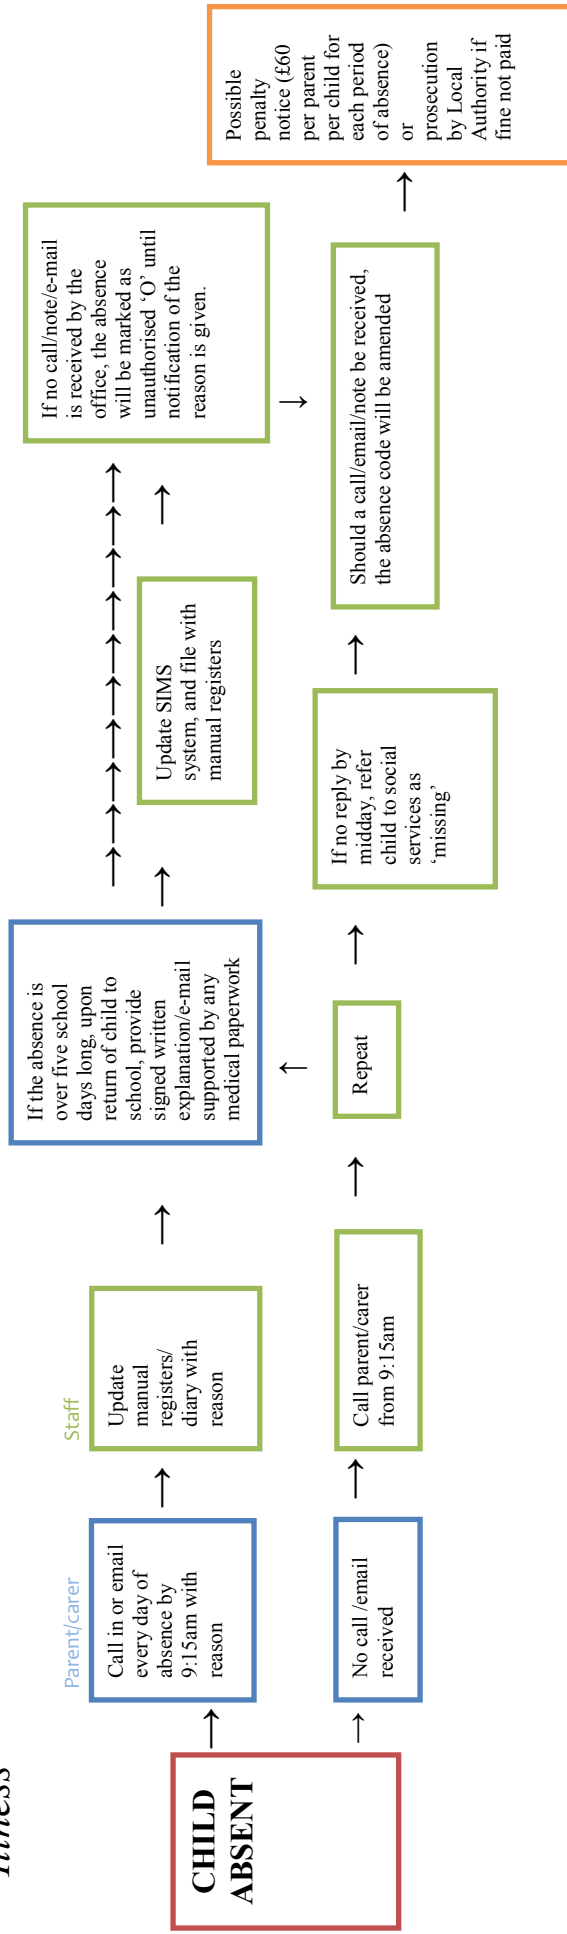 Illness
Parent/carer
Staff
CHILD
ABSENT
Call in or email
every day of
absence by
9:15am with
reason
Update
manual
registers/
diary with
reason
If the absence is
over five school
days long, upon
return of child to
school, provide
signed written
explanation/e-mail
supported by any
medical paperwork
Update SIMS
system, and file with
manual registers
If no call/note/e-mail
is received by the
office, the absence
will be marked as
unauthorised ‘O’ until
notification of the
reason is given.
No call /email
received
Call parent/carer
from 9:15am
Repeat
If no reply by
midday, refer
child to social
services as
‘missing’
Should a call/email/note be received,
the absence code will be amended
Possible
penalty
notice (£60
per parent
per child for
each period
of absence)
or
prosecution
by Local
Authority if
fine not paid